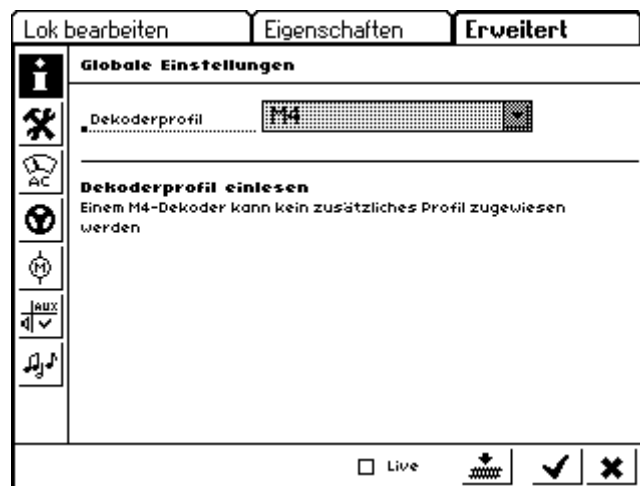 Lok bearbeiten
Eigenschaften
Erweitert
Globale Einstellungen
Dekoderprofil
M4
AC
Dekoderprofil einlesen
Einem M4-Dekoder kann kein zusätzliches Profil zugewiesen
werden
M
AUX
Live